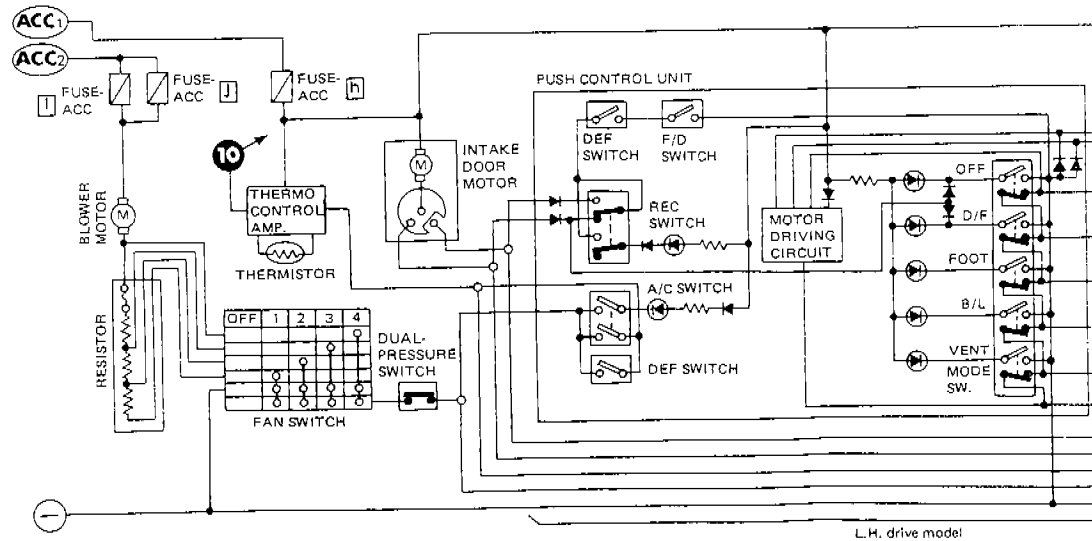 ACC1
ACC2
FUSE-
ACC
I
FUSE-
ACC
J
FUSE-
ACC
h
10
BLOWER
MOTOR
M
THERMO
CONTROL
AMP.
THERMISTOR
M
INTAKE
DOOR
MOTOR
RESISTOR
OFF 1 2 3 4
FAN SWITCH
DUAL-
PRESSURE
SWITCH
PUSH CONTROL UNIT
DEF
SWITCH
F/D
SWITCH
REC
SWITCH
A/C SWITCH
DEF SWITCH
MOTOR
DRIVING
CIRCUIT
OFF
D/F
FOOT
B/L
VENT
MODE
SW.
L.H. drive model